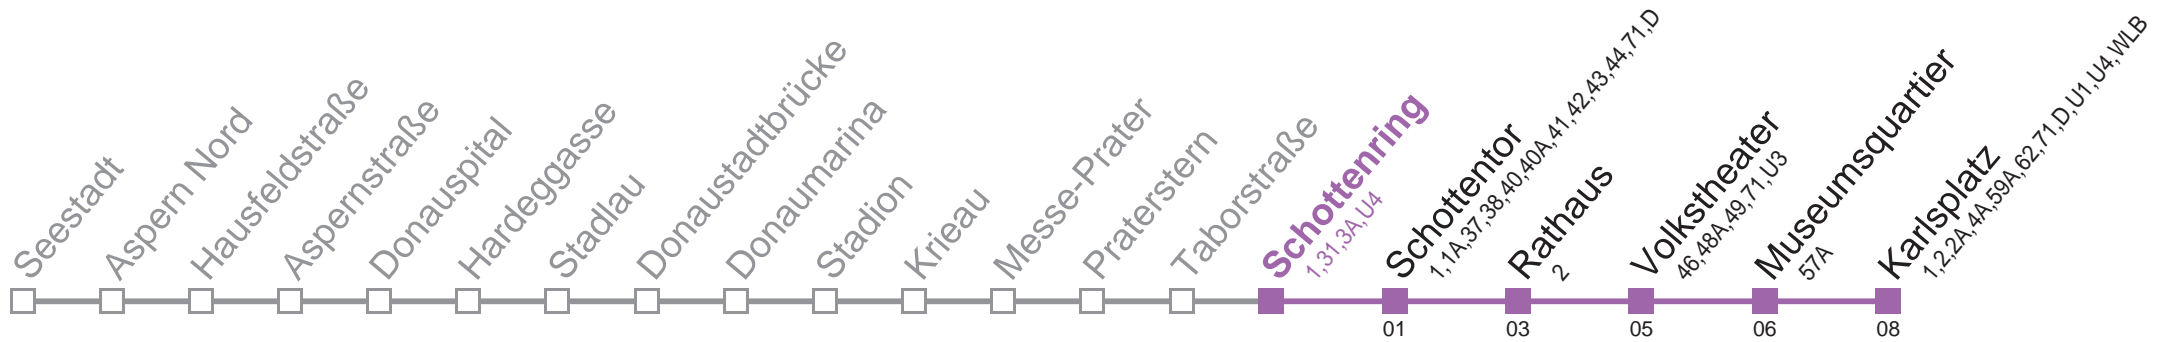 Seestadt
Aspern Nord
Hausfeldstraße
Aspernstraße
Donauspital
Hardeggasse
Stadlau
Donaustadtbrücke
Donaumarina
Stadion
Krieau
Messe-Prater
Praterstern
Taborstraße
Schottenring
1,31,3A,U4
Schottentor
1,1A,37,38,40,40A,41,42,43,44,71,D
01
Rathaus
2
03
Volkstheater
46,48A,49,71,U3
05
Museumsquartier
57A
06
Karlsplatz
1,2,2A,4A,59A,62,71,D,U1,U4,WLB
08